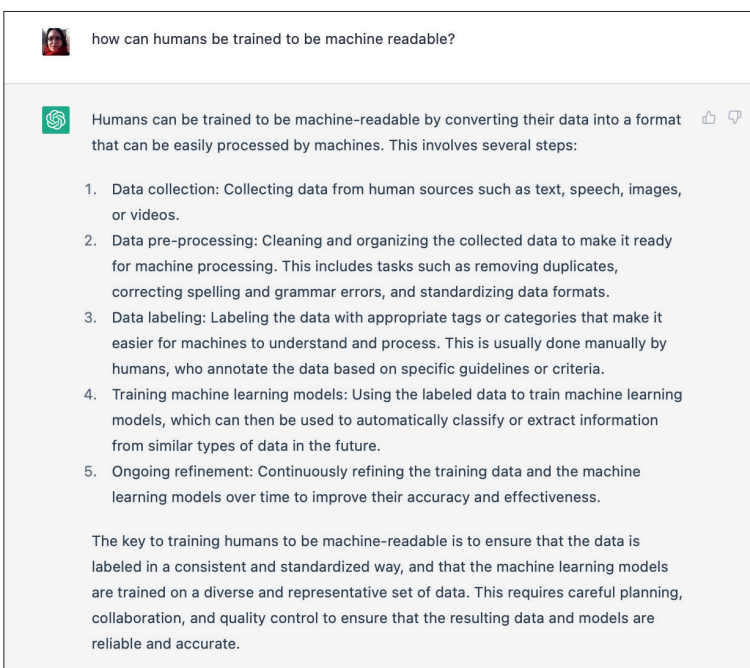 how can humans be trained to be machine readable?
Humans can be trained to be machine-readable by converting their data into a format
that can be easily processed by machines. This involves several steps:
1. Data collection: Collecting data from human sources such as text, speech, images,
or videos.
2. Data pre-processing: Cleaning and organizing the collected data to make it ready
for machine processing. This includes tasks such as removing duplicates,
correcting spelling and grammar errors, and standardizing data formats.
3. Data labeling: Labeling the data with appropriate tags or categories that make it
easier for machines to understand and process. This is usually done manually by
humans, who annotate the data based on specific guidelines or criteria.
4. Training machine learning models: Using the labeled data to train machine learning
models, which can then be used to automatically classify or extract information
from similar types of data in the future.
5. Ongoing refinement: Continuously refining the training data and the machine
learning models over time to improve their accuracy and effectiveness.
The key to training humans to be machine-readable is to ensure that the data is
labeled in a consistent and standardized way, and that the machine learning models
are trained on a diverse and representative set of data. This requires careful planning,
collaboration, and quality control to ensure that the resulting data and models are
reliable and accurate.